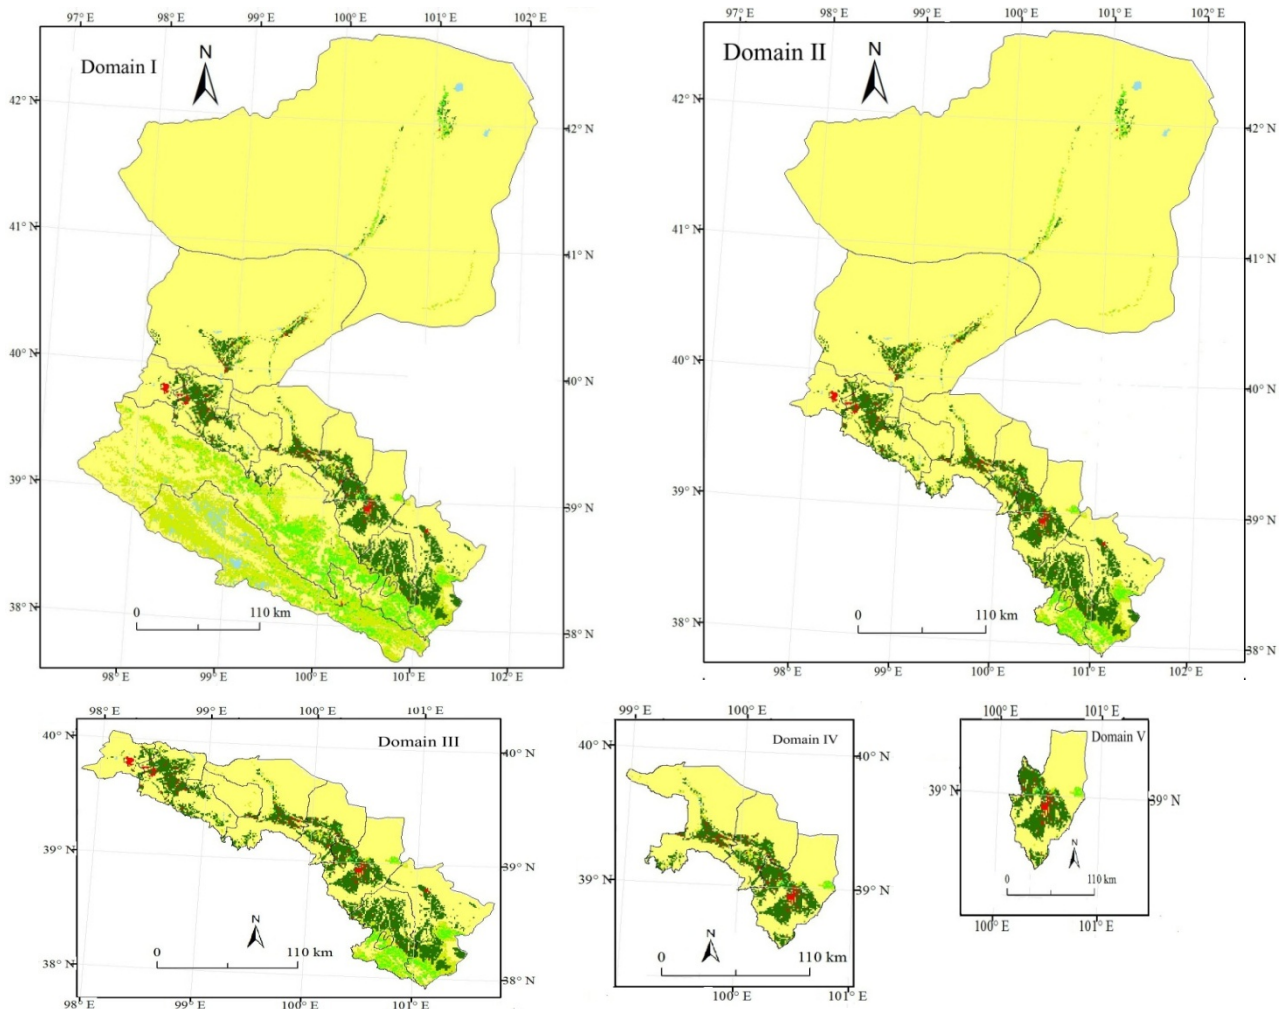 97° E 98° E 99° E 100° E 101° E 102° E
Domain I
N
42° N
42° N
41° N
41° N
40° N
40° N
39° N
39° N
38° N
38° N
0 110 km
98° E 99° E 100° E 101° E 102° E
97° E 98° E 99° E 100° E 101° E 102° E
Domain II
N
42° N
42° N
41° N
41° N
40° N
40° N
39° N
39° N
38° N
38° N
0 110 km
98° E 99° E 100° E 101° E 102° E
98° E 99° E 100° E 101° E
Domain III
40° N
40° N
39° N
39° N
38° N
38° N
N
0 110 km
98° E 99° E 100° E 101° E
99° E 100° E
Domain IV
40° N
40° N
39° N
39° N
N
0 110 km
100° E 101° E
100° E 101° E
Domain V
39° N
39° N
N
0 110 km
100° E 101° E